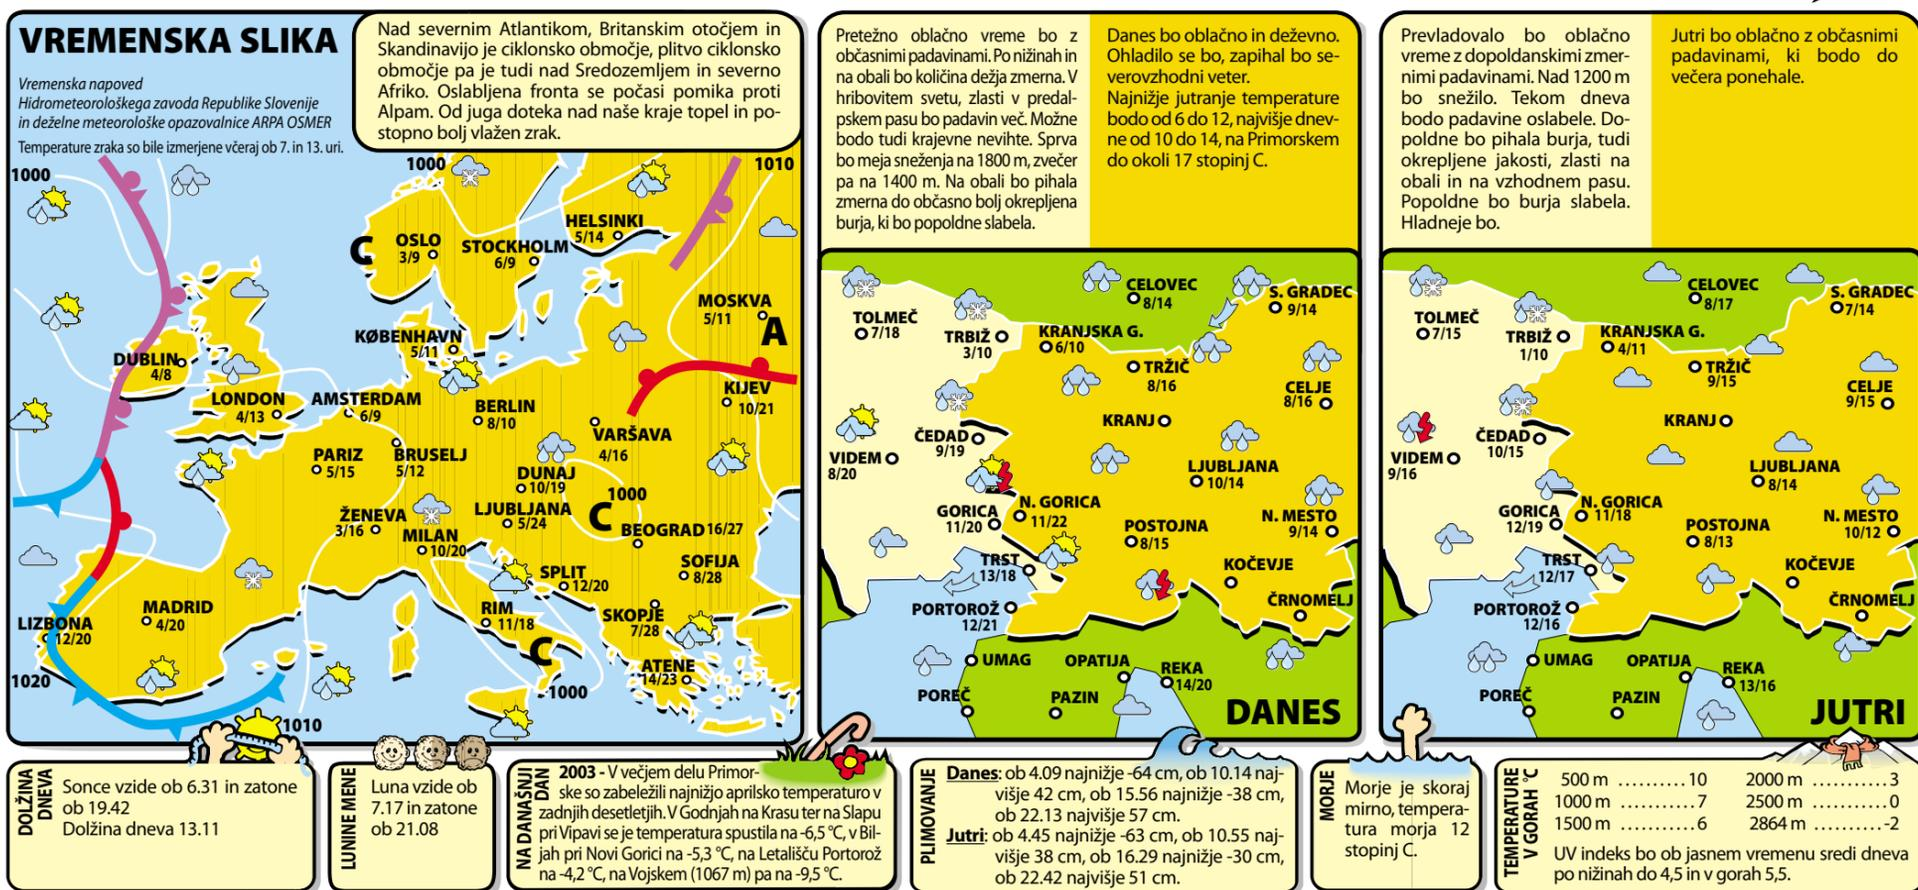 VREMENSKA SLIKA
Vremenska napoved
Hidrometeorološkega zavoda Republike Slovenije
in deželne meteorološke opazovalnice ARPA OSMER
Temperature zraka so bile izmerjene včeraj ob 7. in 13. uri.
Nad severnim Atlantikom, Britanskim otočjem in
Skandinavijo je ciklonsko območje, plitvo ciklonsko
območje pa je tudi nad Sredozemljem in severno
Afriko. Oslabljena fronta se počasi pomika proti
Alpam. Od juga doteka nad naše kraje topel in po-
stopno bolj vlažen zrak.
1000
1000
1010
C
OSLO
3/9
STOCKHOLM
6/9
HELSINKI
5/14
MOSKVA
5/11
A
KØBENHAVN
5/11
DUBLIN
4/8
LONDON
4/13
AMSTERDAM
6/9
BERLIN
8/10
KIJEV
10/21
VARŠAVA
4/16
PARIZ
5/15
BRUSELJ
5/12
DUNAJ
10/19
1000
C
ŽENEVA
3/16
LJUBLJANA
5/24
MILAN
10/20
BEOGRAD 16/27
SOFIJA
8/28
SPLIT
12/20
MADRID
4/20
LIZBONA
12/20
RIM
11/18
SKOPJE
7/28
C
ATENE
14/23
1020
1000
1010
Pretežno oblačno vreme bo z
občasnimi padavinami. Po nižinah in
na obali bo količina dežja zmerna. V
hribovitem svetu, zlasti v predal-
pskem pasu bo padavin več. Možne
bodo tudi krajevne nevihte. Sprva
bo meja sneženja na 1800 m, zvečer
pa na 1400 m. Na obali bo pihala
zmerna do občasno bolj okrepljena
burja, ki bo popoldne slabela.
Danes bo oblačno in deževno.
Ohladilo se bo, zapihal bo se-
verovzhodni veter.
Najnižje jutranje temperature
bodo od 6 do 12, najvišje dnev-
ne od 10 do 14, na Primorskem
do okoli 17 stopinj C.
CELOVEC
8/14
S. GRADEC
9/14
TOLMEČ
7/18
TRBIŽ
3/10
KRANJSKA G.
6/10
TRŽIČ
8/16
CELJE
8/16
KRANJ
ČEDAD
9/19
VIDEM
8/20
LJUBLJANA
10/14
GORICA
11/20
N. GORICA
11/22
POSTOJNA
8/15
N. MESTO
9/14
TRST
13/18
KOČEVJE
PORTOROŽ
12/21
ČRNOMELJ
UMAG
OPATIJA
REKA
14/20
POREČ
PAZIN
DANES
Prevladovalo bo oblačno
vreme z dopoldanskimi zmer-
nimi padavinami. Nad 1200 m
bo snežilo. Tekom dneva
bodo padavine oslabele. Do-
poldne bo pihala burja, tudi
okrepljene jakosti, zlasti na
obali in na vzhodnem pasu.
Popoldne bo burja slabela.
Hladneje bo.
Jutri bo oblačno z občasnimi
padavinami, ki bodo do
večera ponehale.
CELOVEC
8/17
S. GRADEC
7/14
TOLMEČ
7/15
TRBIŽ
1/10
KRANJSKA G.
4/11
TRŽIČ
9/15
CELJE
9/15
KRANJ
ČEDAD
10/15
VIDEM
9/16
LJUBLJANA
8/14
GORICA
12/19
N. GORICA
11/18
POSTOJNA
8/13
N. MESTO
10/12
TRST
12/17
KOČEVJE
PORTOROŽ
12/16
ČRNOMELJ
UMAG
OPATIJA
REKA
13/16
POREČ
PAZIN
JUTRI
DOLŽINA
DNEVA
Sonce vzide ob 6.31 in zatone
ob 19.42
Dolžina dneva 13.11
LUNINE MENE
Luna vzide ob
7.17 in zatone
ob 21.08
NA DANAŠNJI
DAN
2003 - V večjem delu Primor-
ske so zabeležili najnižjo aprilsko temperaturo v
zadnjih desetletjih. V Godnjah na Krasu ter na Slapu
pri Vipavi se je temperatura spustila na -6,5 °C, v Bil-
jah pri Novi Gorici na -5,3 °C, na Letališču Portorož
na -4,2 °C, na Vojskem (1067 m) pa na -9,5 °C.
PLIMOVANJE
Danes: ob 4.09 najnižje -64 cm, ob 10.14 naj-
višje 42 cm, ob 15.56 najnižje -38 cm,
ob 22.13 najvišje 57 cm.
Jutri: ob 4.45 najnižje -63 cm, ob 10.55 naj-
višje 38 cm, ob 16.29 najnižje -30 cm,
ob 22.42 najvišje 51 cm.
MORJE
Morje je skoraj
mirno, tempera-
tura morja 12
stopinj C.
TEMPERATURE
V GORAH °C
500 m ..........10 2000 m ...........3
1000 m ...........7 2500 m ...........0
1500 m ...........6 2864 m ..........-2
UV indeks bo ob jasnem vremenu sredi dneva
po nižinah do 4,5 in v gorah 5,5.